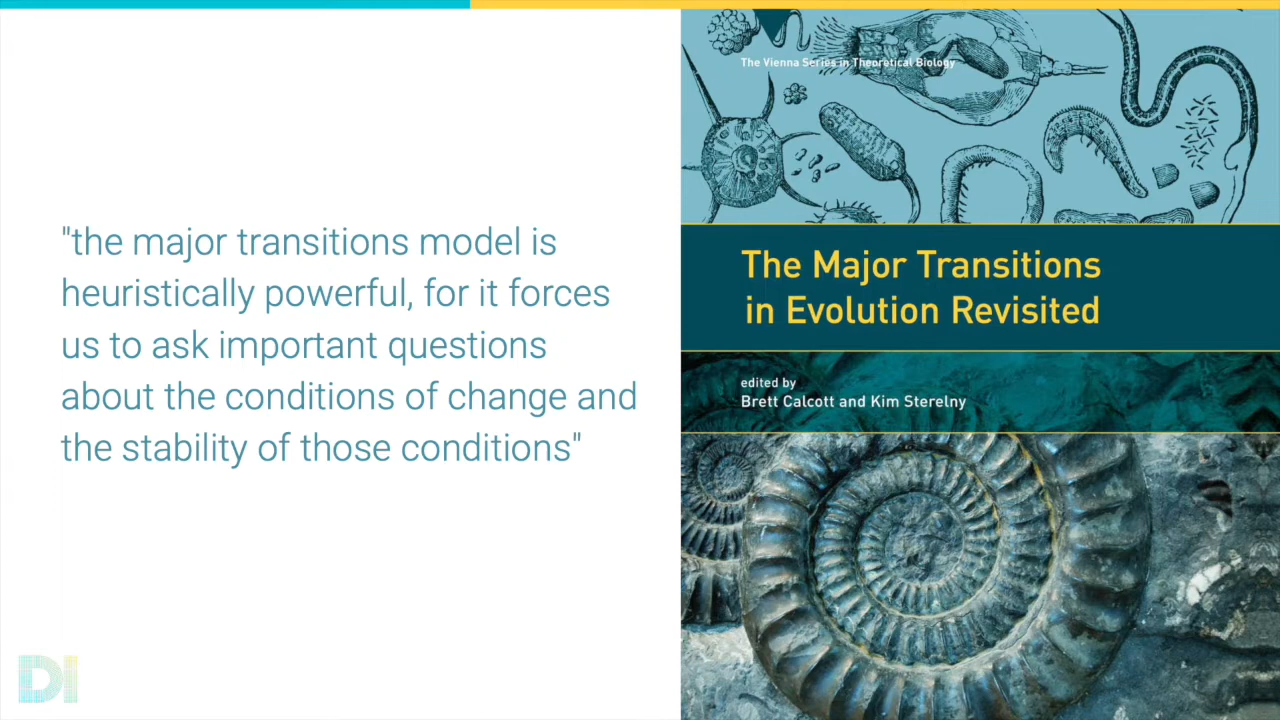 "the major transitions model is
heuristically powerful, for it forces
us to ask important questions
about the conditions of change and
the stability of those conditions"
The Vienna Series in Theoretical Biology
The Major Transitions
in Evolution Revisited
edited by
Brett Calcott and Kim Sterelny
DI